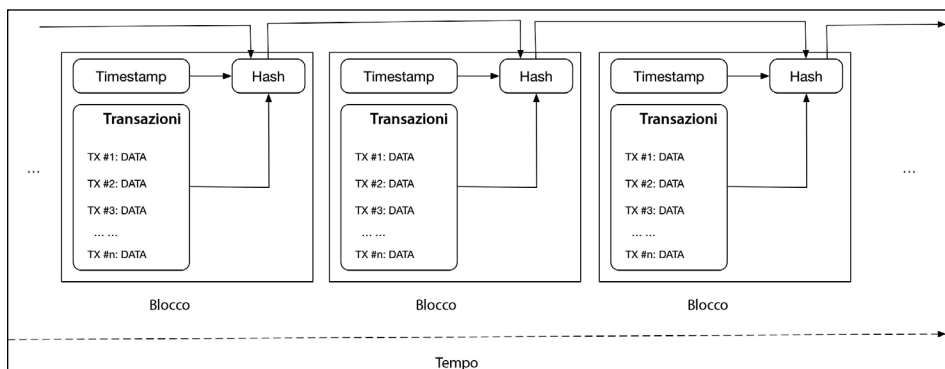 Timestamp Hash
Transazioni
TX #1: DATA
TX #2: DATA
TX #3: DATA
... ...
TX #n: DATA
Blocco
Timestamp Hash
Transazioni
TX #1: DATA
TX #2: DATA
TX #3: DATA
... ...
TX #n: DATA
Blocco
Timestamp Hash
Transazioni
TX #1: DATA
TX #2: DATA
TX #3: DATA
... ...
TX #n: DATA
Blocco
...
...
Tempo